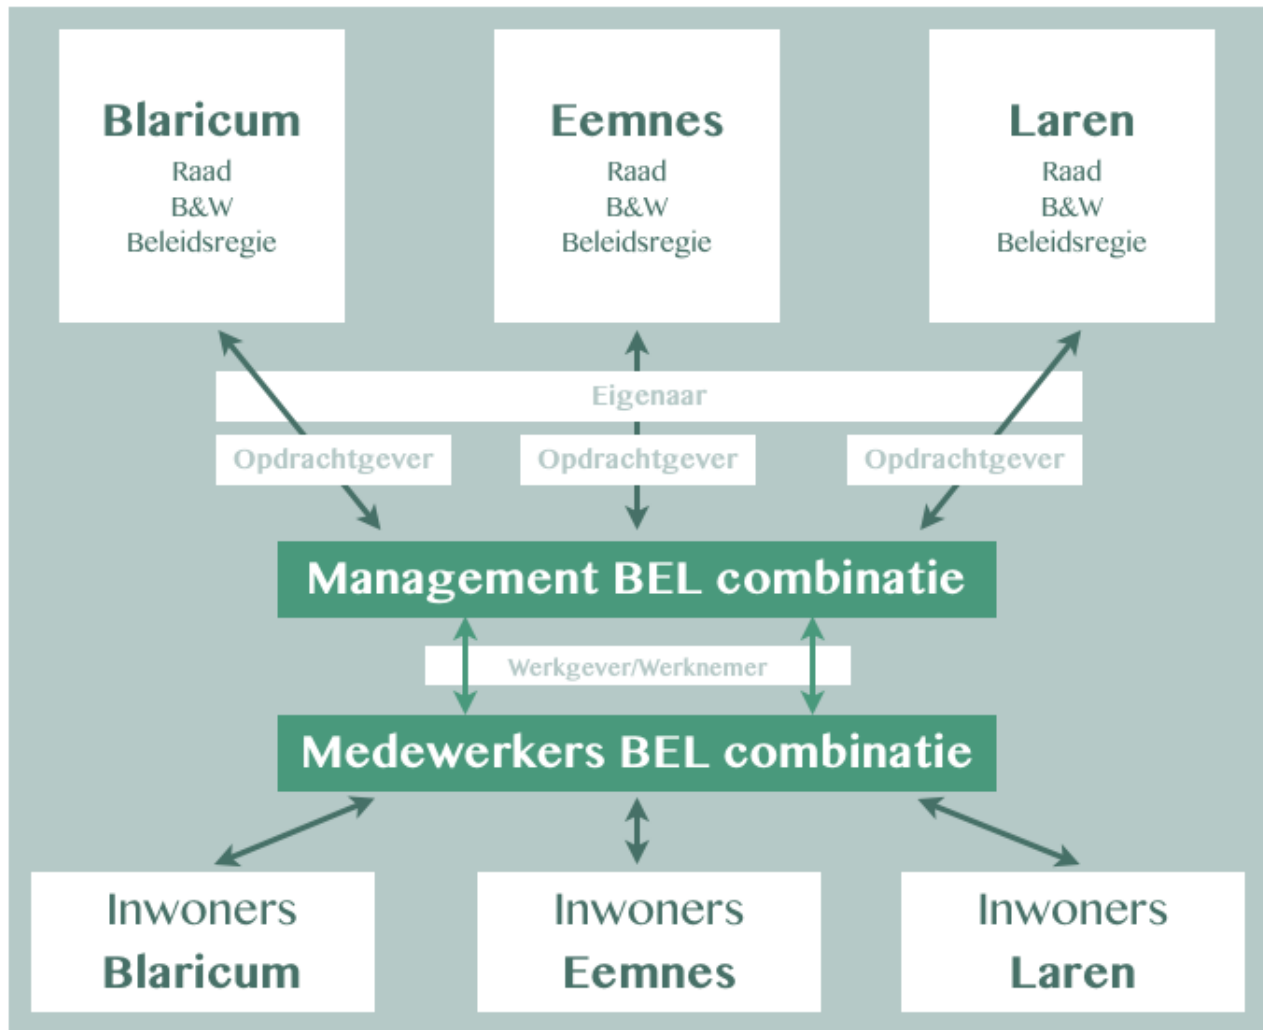 Blaricum
Raad
B&W
Beleidsregie
Eemnes
Raad
B&W
Beleidsregie
Laren
Raad
B&W
Beleidsregie
Eigenaar
Opdrachtgever
Opdrachtgever
Opdrachtgever
Management BEL combinatie
Werkgever/Werknemer
Medewerkers BEL combinatie
Inwoners
Blaricum
Inwoners
Eemnes
Inwoners
Laren